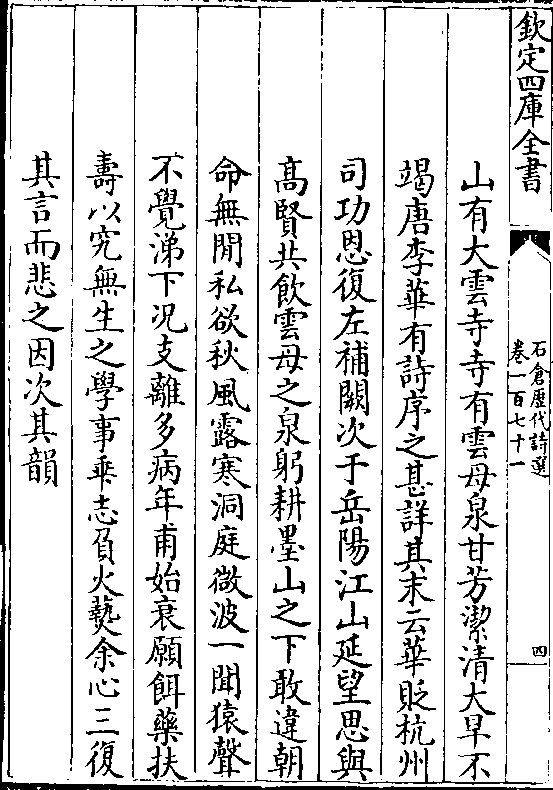 欽定四庫全書
石倉歷代詩選
卷一百七十一
四
山有大雲寺寺有雲母泉甘芳潔清大旱不
竭唐李華有詩序之甚詳其末云華貶杭州
司功恩復左補闕次于岳陽江山延望思與
高賢共飲雲母之泉躬耕墨山之下敢違朝
命無閒私欲秋風露寒洞庭微波一聞猿聲
不覺涕下况支離多病年甫始衰願餌藥扶
壽以究無生之學事乖志負火爇余心三復
其言而悲之因次其韻